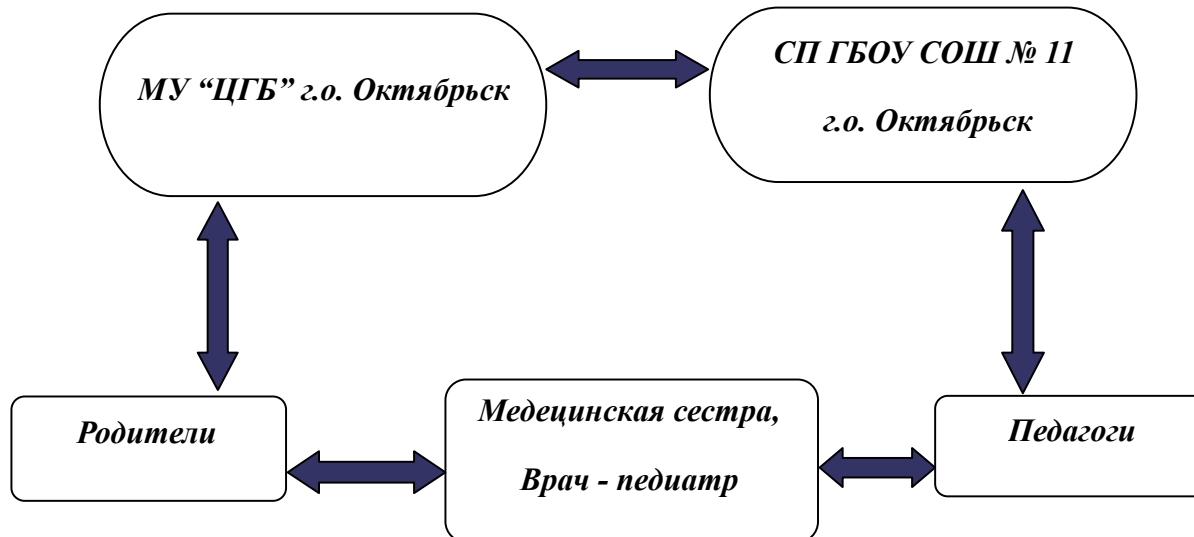 МУ “ЦГБ” г.о. Октябрьск
СП ГБОУ СОШ № 11
г.о. Октябрьск
Родители
Медецинская сестра,
Врач - педиатр
Педагоги